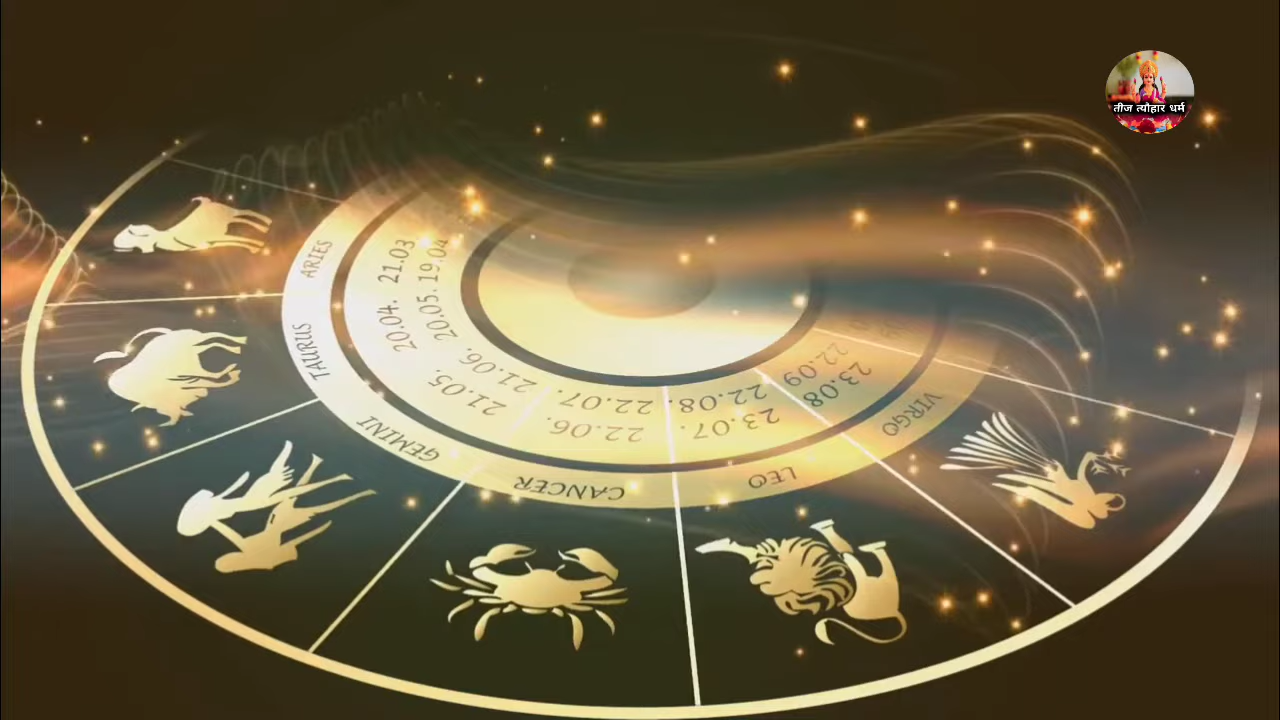 तीज त्यौहार धर्म
ARIES
21.03
19.04
TAURUS
20.04.
20.05.
GEMINI
21.05.
21.06.
CANCER
22.06.
22.07.
LEO
23.07.
22.08.
VIRGO
23.08
22.09